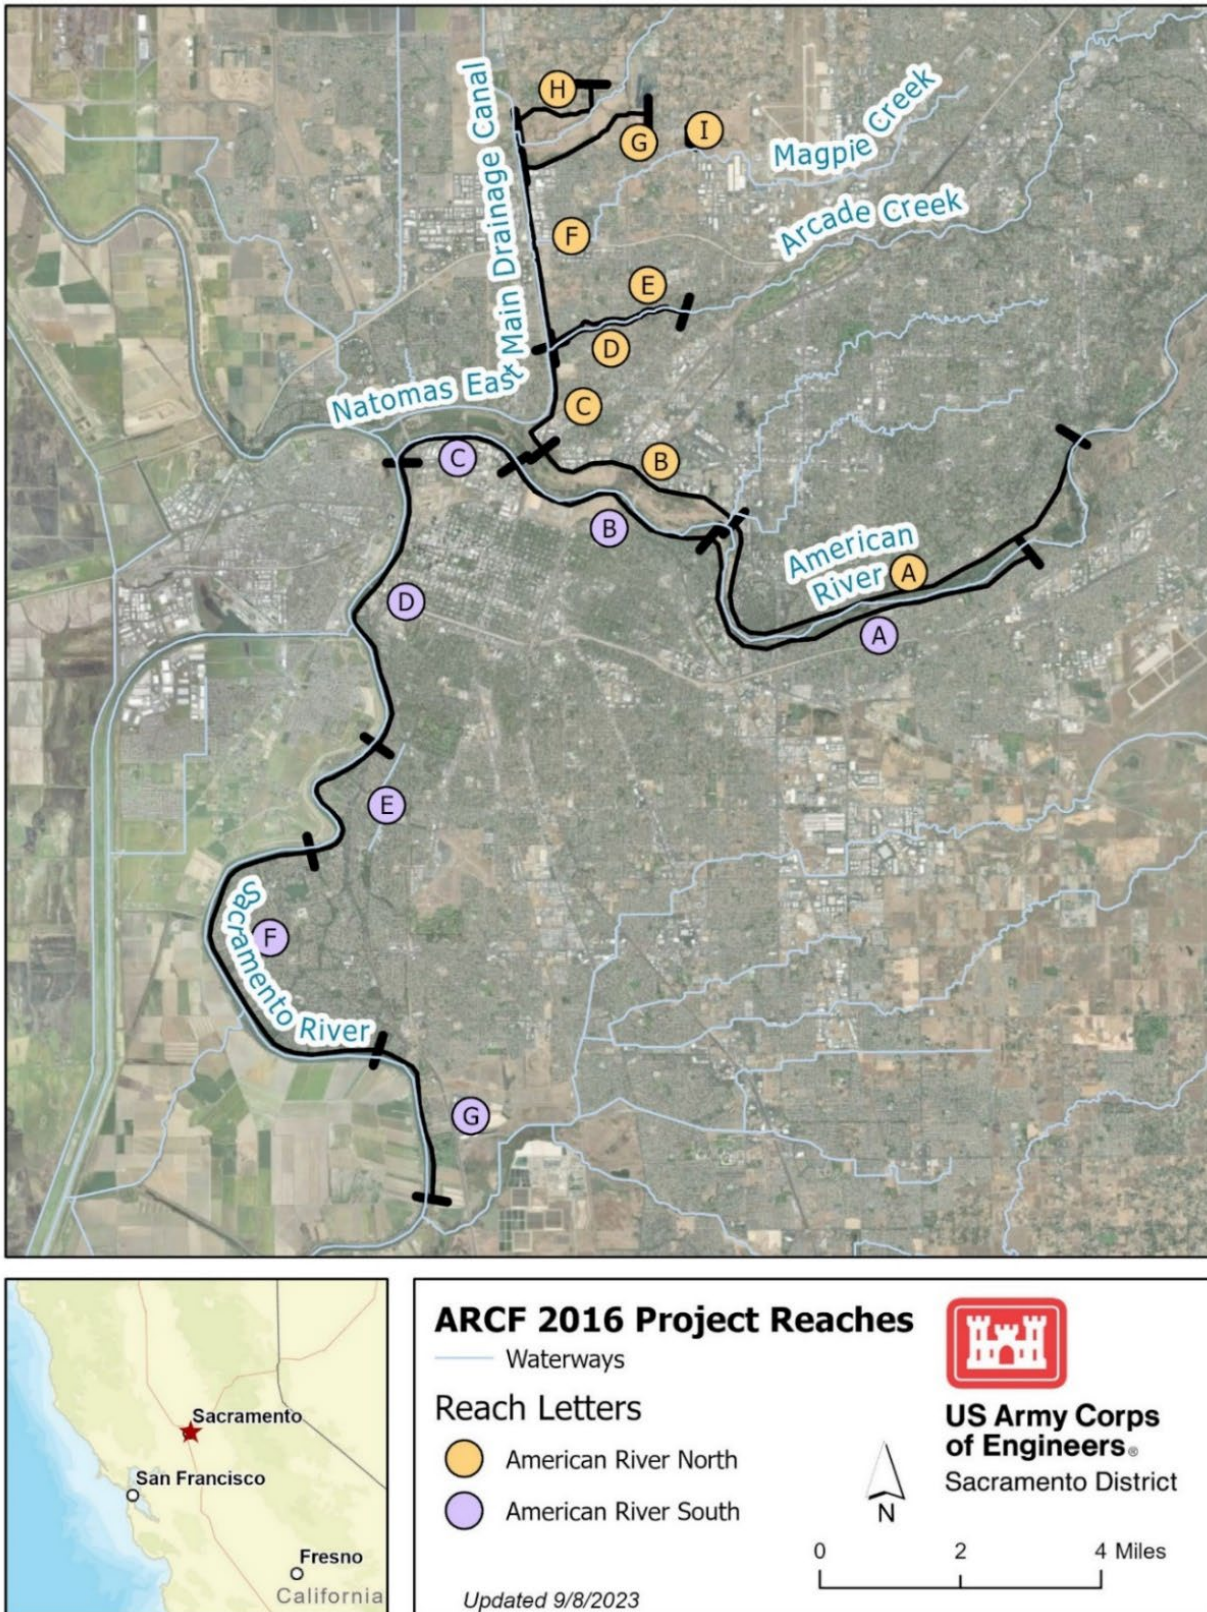 H
G
I
Magpie Creek
Arcade Creek
F
E
D
Natomas East Main Drainage Canal
C
C
B
B
American
River
A
A
D
E
F
Sacramento River
G
Sacramento
San Francisco
Fresno
California
ARCF 2016 Project Reaches
Waterways
Reach Letters
American River North
American River South
Updated 9/8/2023
US Army Corps
of Engineers®
Sacramento District
N
0 2 4 Miles